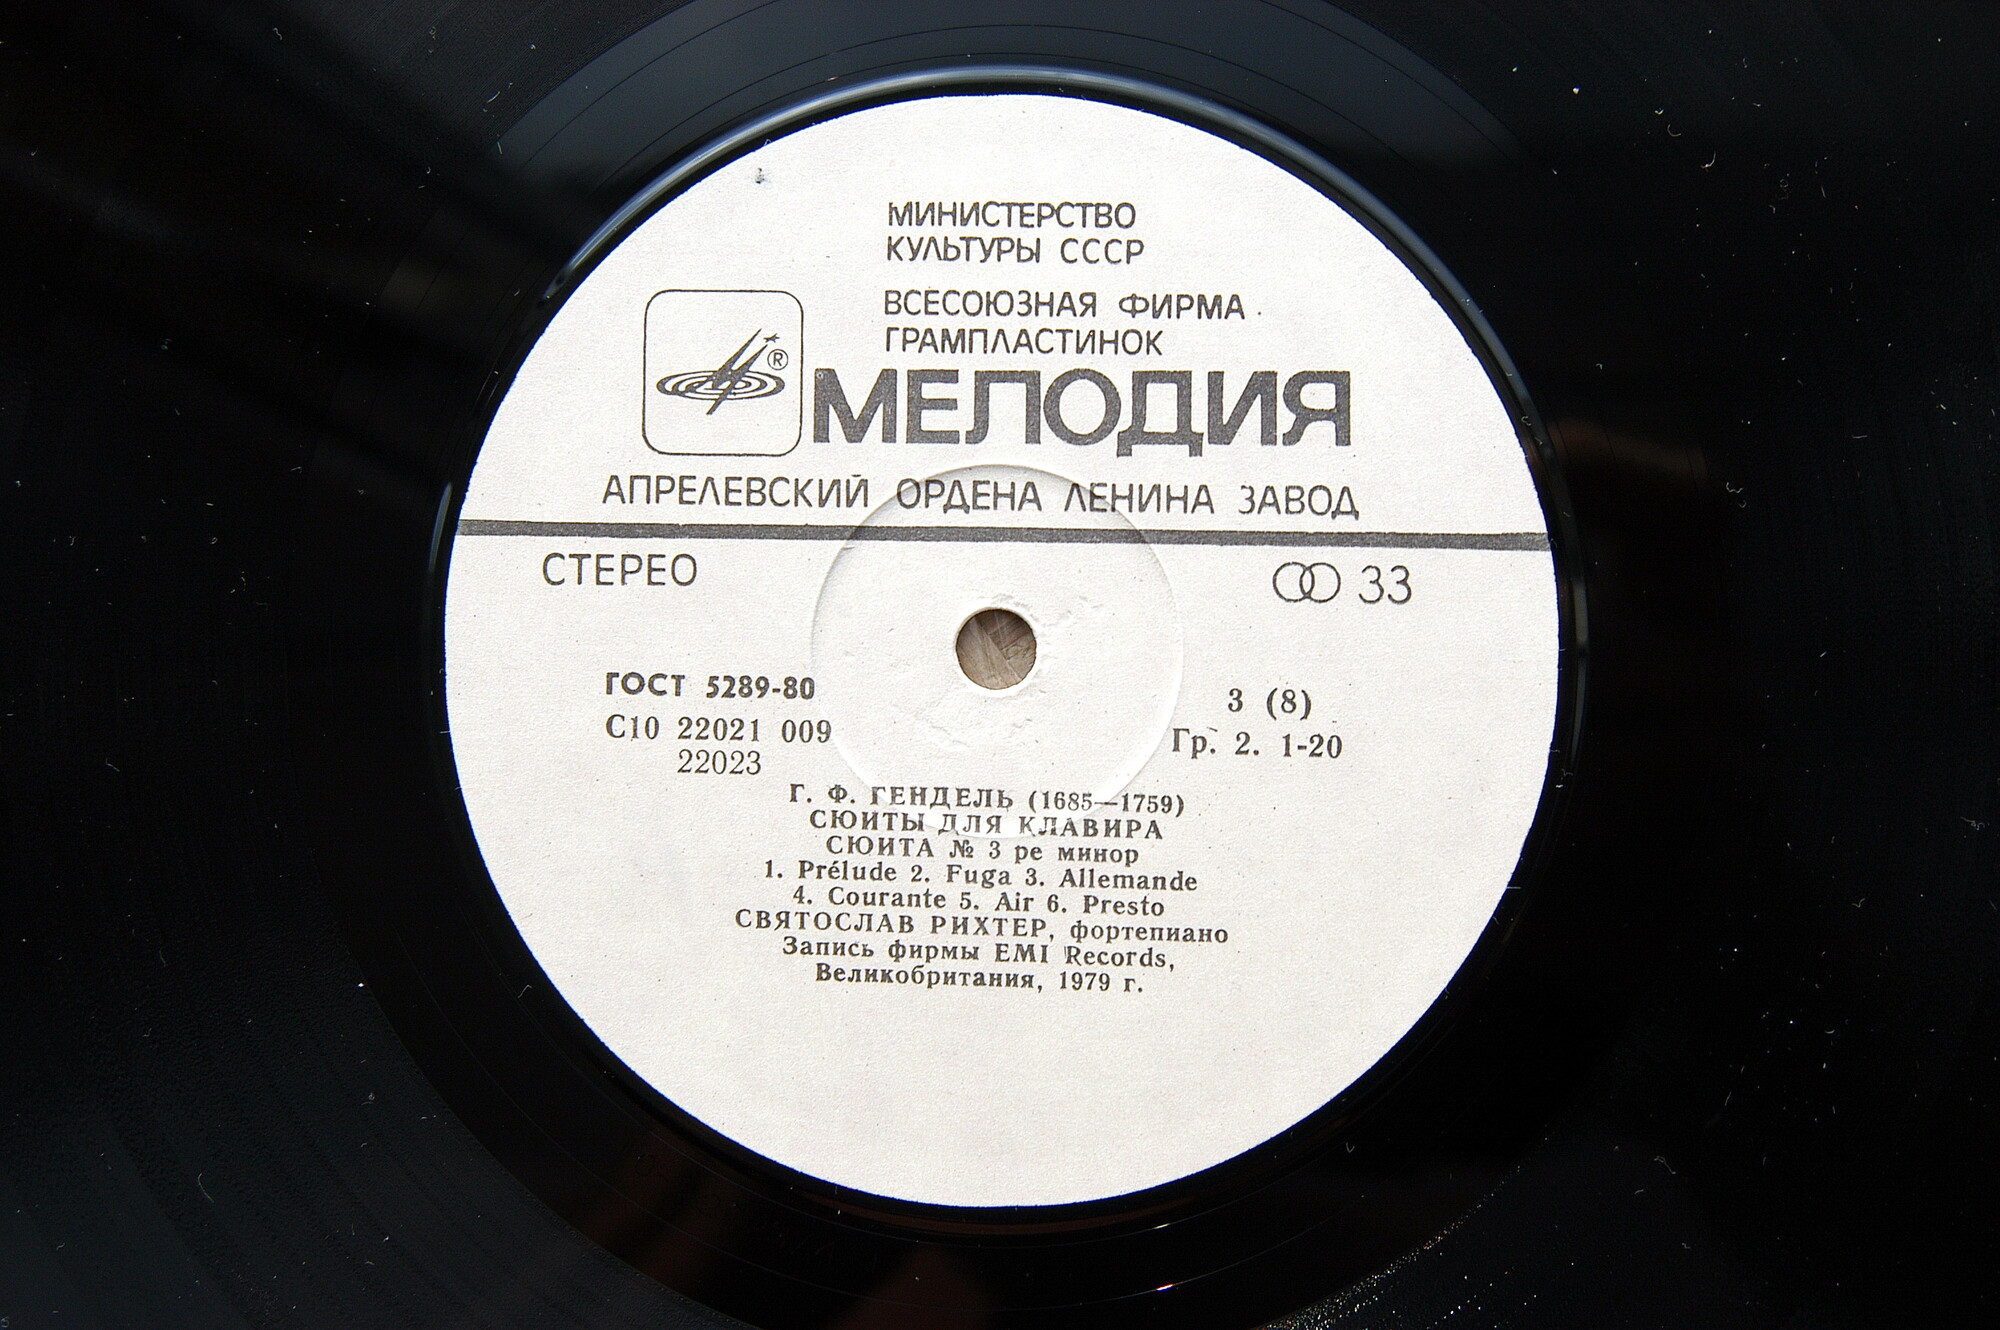 МИНИСТЕРСТВО
КУЛЬТУРЫ СССР
ВСЕСОЮЗНАЯ ФИРМА
ГРАМПЛАСТИНОК
®
МЕЛОДИЯ
АПРЕЛЕВСКИЙ ОРДЕНА ЛЕНИНА ЗАВОД
СТЕРЕО
33
ГОСТ 5289-80
С10 22021 009
22023
3 (8)
Гр. 2. 1-20
Г. Ф. ГЕНДЕЛЬ (1685—1759)
СЮИТЫ ДЛЯ КЛАВИРА
СЮИТА № 3 ре минор
1. Prélude 2. Fuga 3. Allemande
4. Courante 5. Air 6. Presto
СВЯТОСЛАВ РИХТЕР, фортепиано
Запись фирмы EMI Records,
Великобритания, 1979 г.